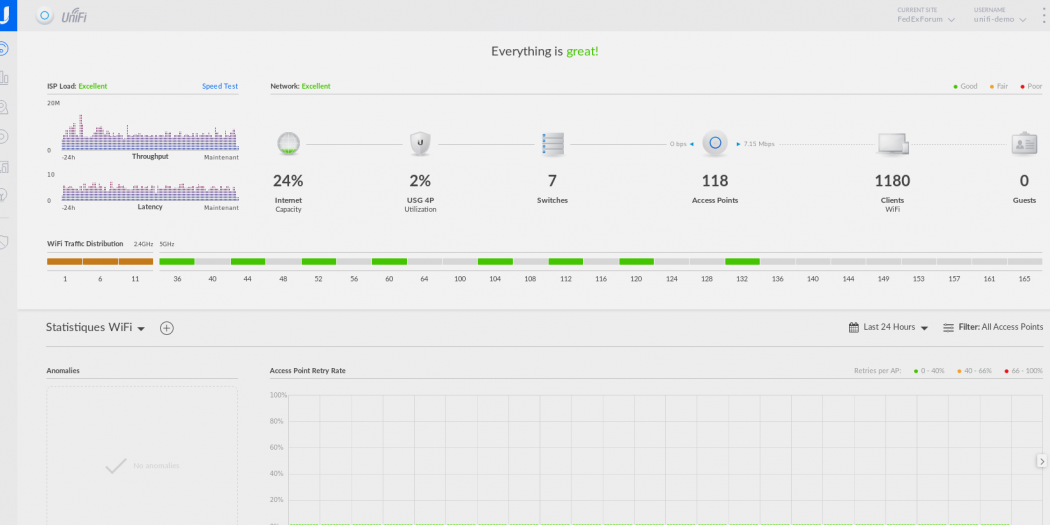 UniFi
CURRENT SITE
FedExForum
USERNAME
unifi-demo
Everything is great!
ISP Load: Excellent
Speed Test
20M
0
-24h
Throughput
Maintenant
10
0
-24h
Latency
Maintenant
Network: Excellent
Good
Fair
Poor
0 bps
7.15 Mbps
24%
2%
7
118
1180
0
Internet
USG 4P
Switches
Access Points
Clients
Guests
Capacity
Utilization
WiFi
WiFi Traffic Distribution 2.4GHz 5GHz
1 6 11 36 40 44 48 52 56 60 64 100 104 108 112 116 120 124 128 132 136 140 144 149 153 157 161 165
Statistiques WiFi
Last 24 Hours
Filter: All Access Points
Anomalies
No anomalies
Access Point Retry Rate
Retries per AP: 0 - 40% 40 - 66% 66 - 100%
100%
80%
60%
40%
20%